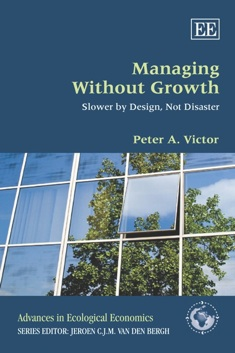 EE
Managing
Without Growth
Slower by Design, Not Disaster
Peter A. Victor
Advances in Ecological Economics
SERIES EDITOR: JEROEN C.J.M. VAN DEN BERGH